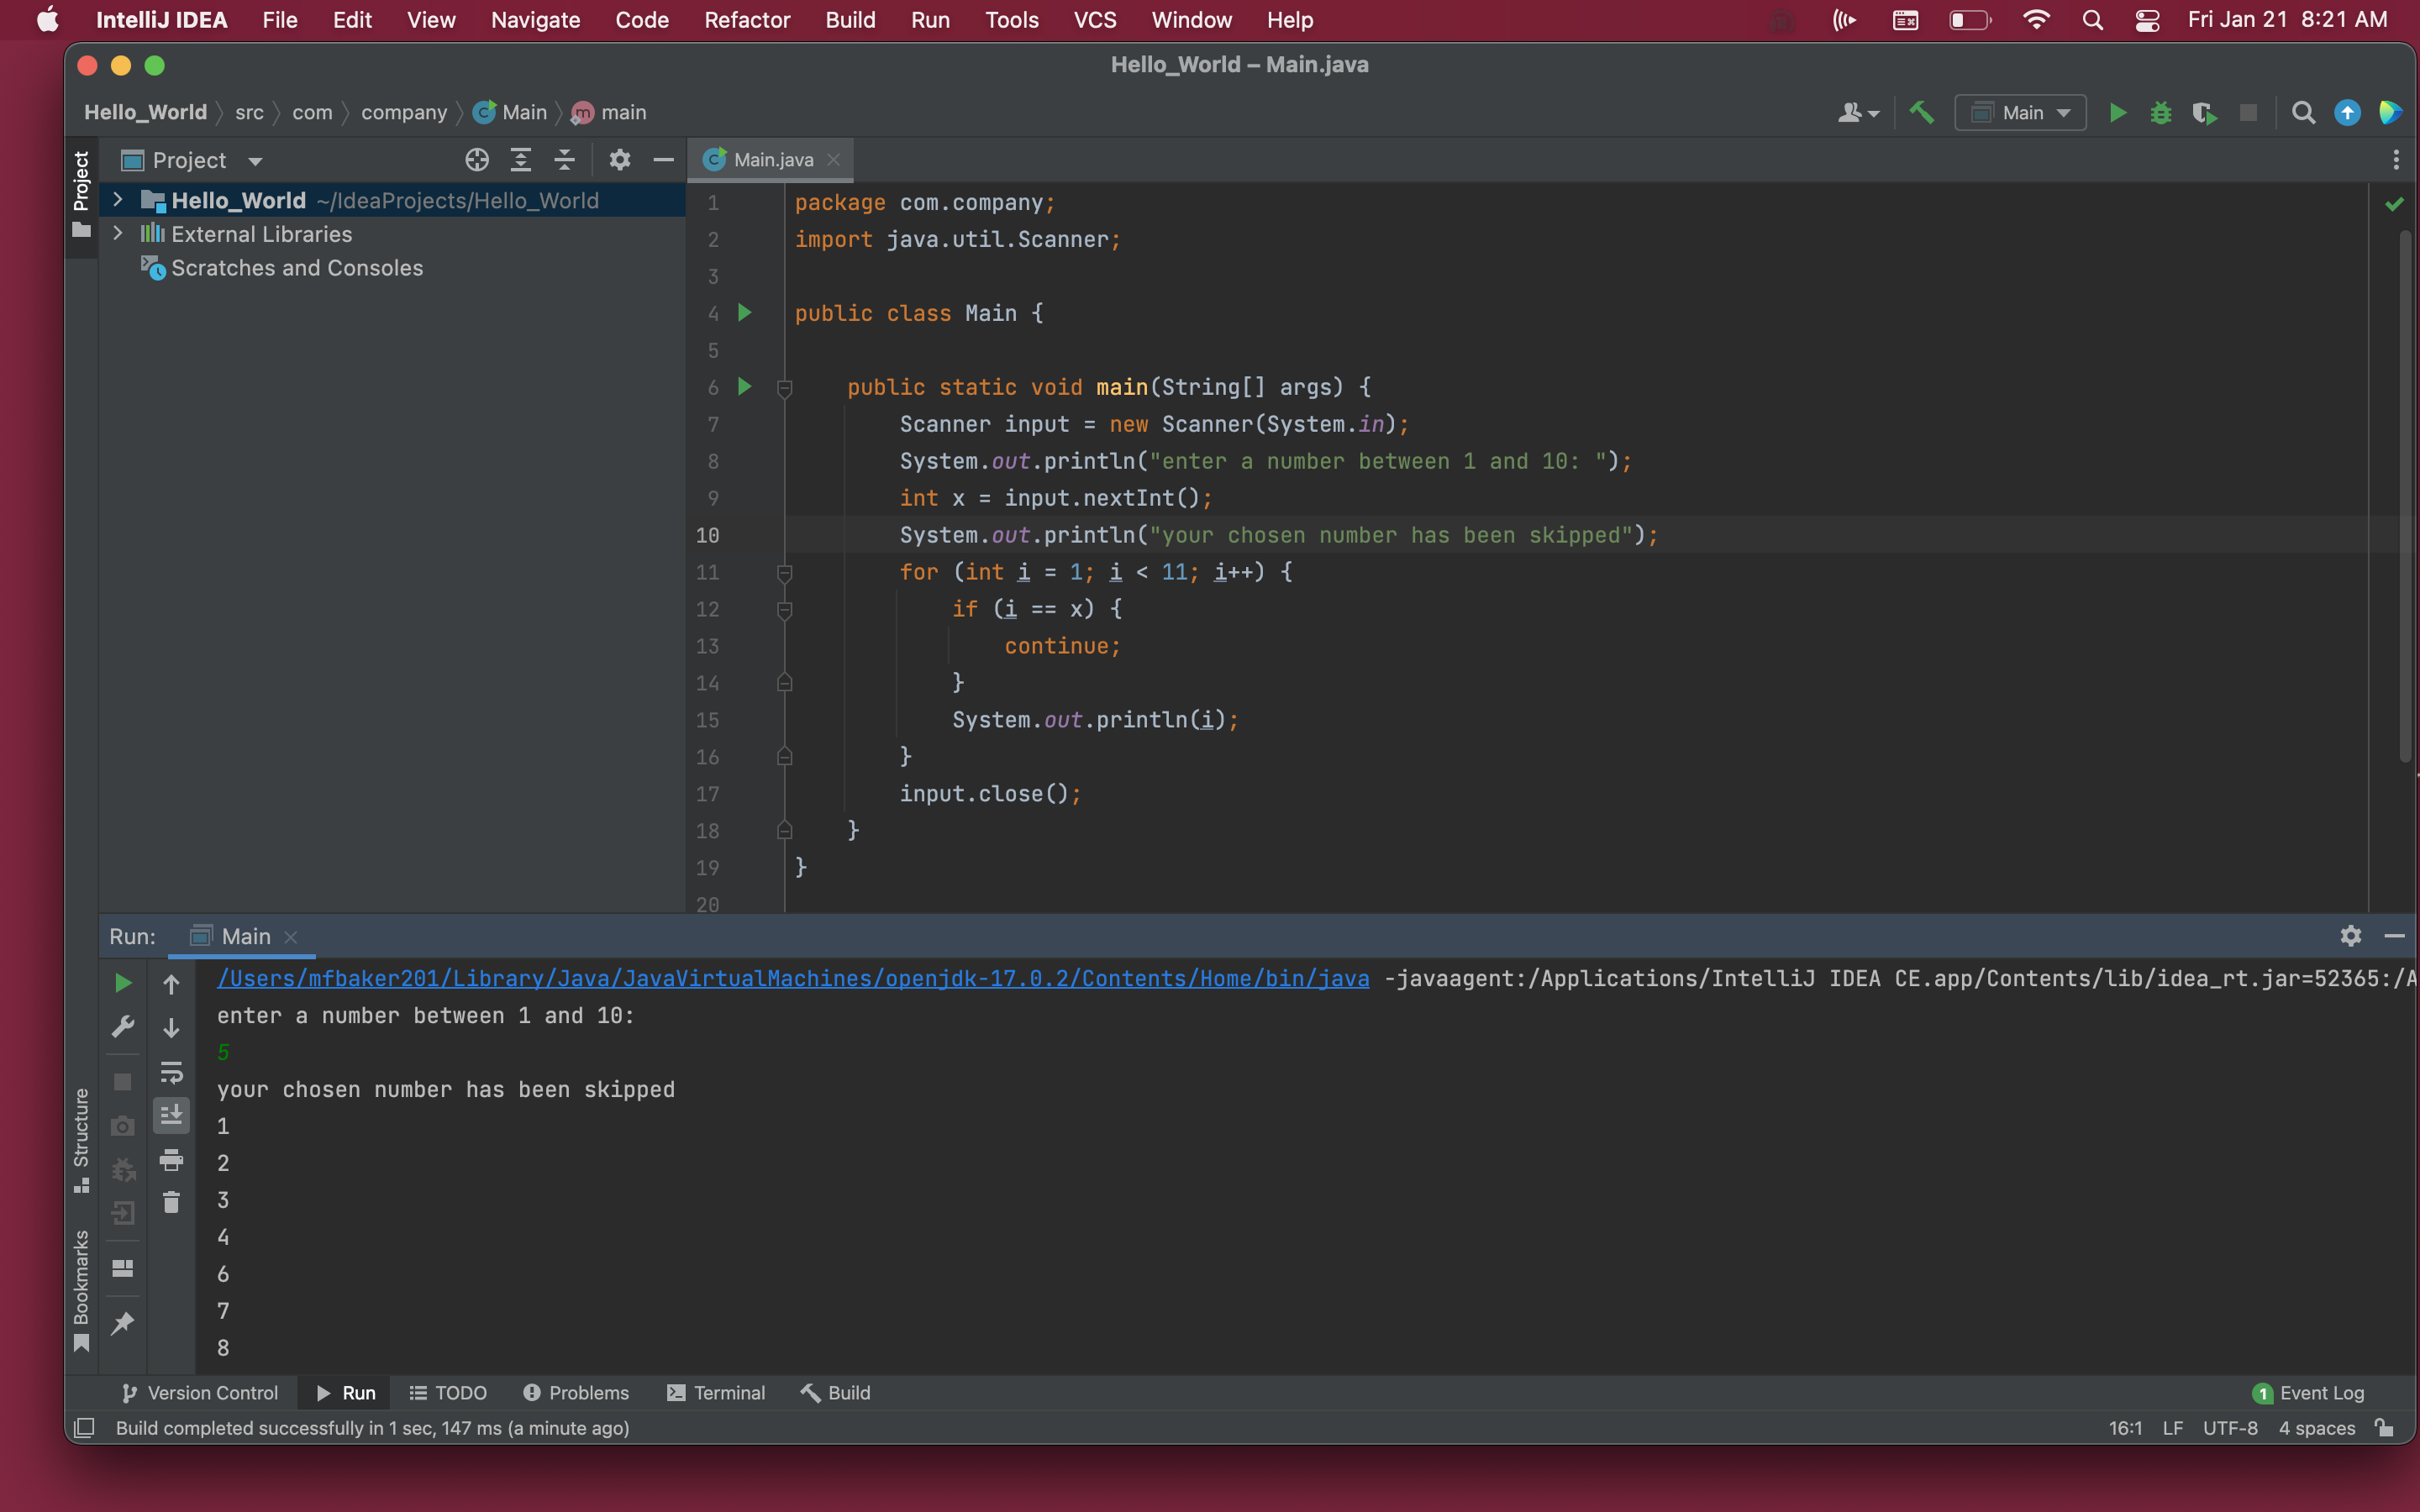 IntelliJ IDEA File Edit View Navigate Code Refactor Build Run Tools VCS Window Help Fri Jan 21 8:21 AM
Hello_World – Main.java
Hello_World src com company Main main
Main
Project
Project
Main.java
Hello_World ~/IdeaProjects/Hello_World
External Libraries
Scratches and Consoles
1 package com.company;
2 import java.util.Scanner;
3
4 public class Main {
5
6     public static void main(String[] args) {
7         Scanner input = new Scanner(System.in);
8         System.out.println("enter a number between 1 and 10: ");
9         int x = input.nextInt();
10         System.out.println("your chosen number has been skipped");
11         for (int i = 1; i < 11; i++) {
12             if (i == x) {
13                 continue;
14             }
15             System.out.println(i);
16         }
17         input.close();
18     }
19 }
20
Run: Main
/Users/mfbaker201/Library/Java/JavaVirtualMachines/openjdk-17.0.2/Contents/Home/bin/java -javaagent:/Applications/IntelliJ IDEA CE.app/Contents/lib/idea_rt.jar=52365:/A
enter a number between 1 and 10:
5
your chosen number has been skipped
1
2
3
4
6
7
8
Structure
Bookmarks
Version Control Run TODO Problems Terminal Build 1 Event Log
Build completed successfully in 1 sec, 147 ms (a minute ago) 16:1 LF UTF-8 4 spaces